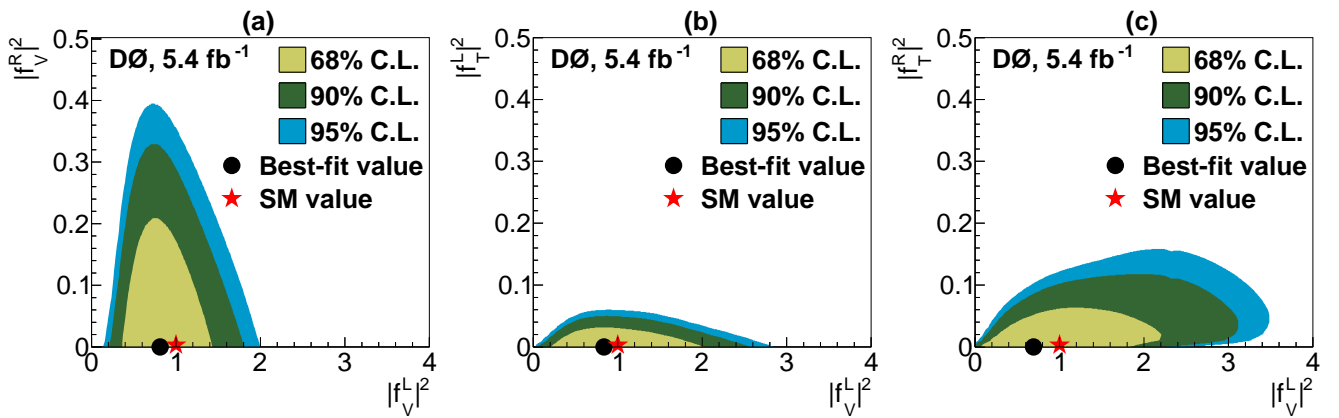 (a)
|f_V^R|^2
0.5
0.4
0.3
0.2
0.1
0
DØ, 5.4 fb^-1
68% C.L.
90% C.L.
95% C.L.
Best-fit value
SM value
0 1 2 3 4
|f_V^L|^2
(b)
|f_T^L|^2
0.5
0.4
0.3
0.2
0.1
0
DØ, 5.4 fb^-1
68% C.L.
90% C.L.
95% C.L.
Best-fit value
SM value
0 1 2 3 4
|f_V^L|^2
(c)
|f_T^R|^2
0.5
0.4
0.3
0.2
0.1
0
DØ, 5.4 fb^-1
68% C.L.
90% C.L.
95% C.L.
Best-fit value
SM value
0 1 2 3 4
|f_V^L|^2